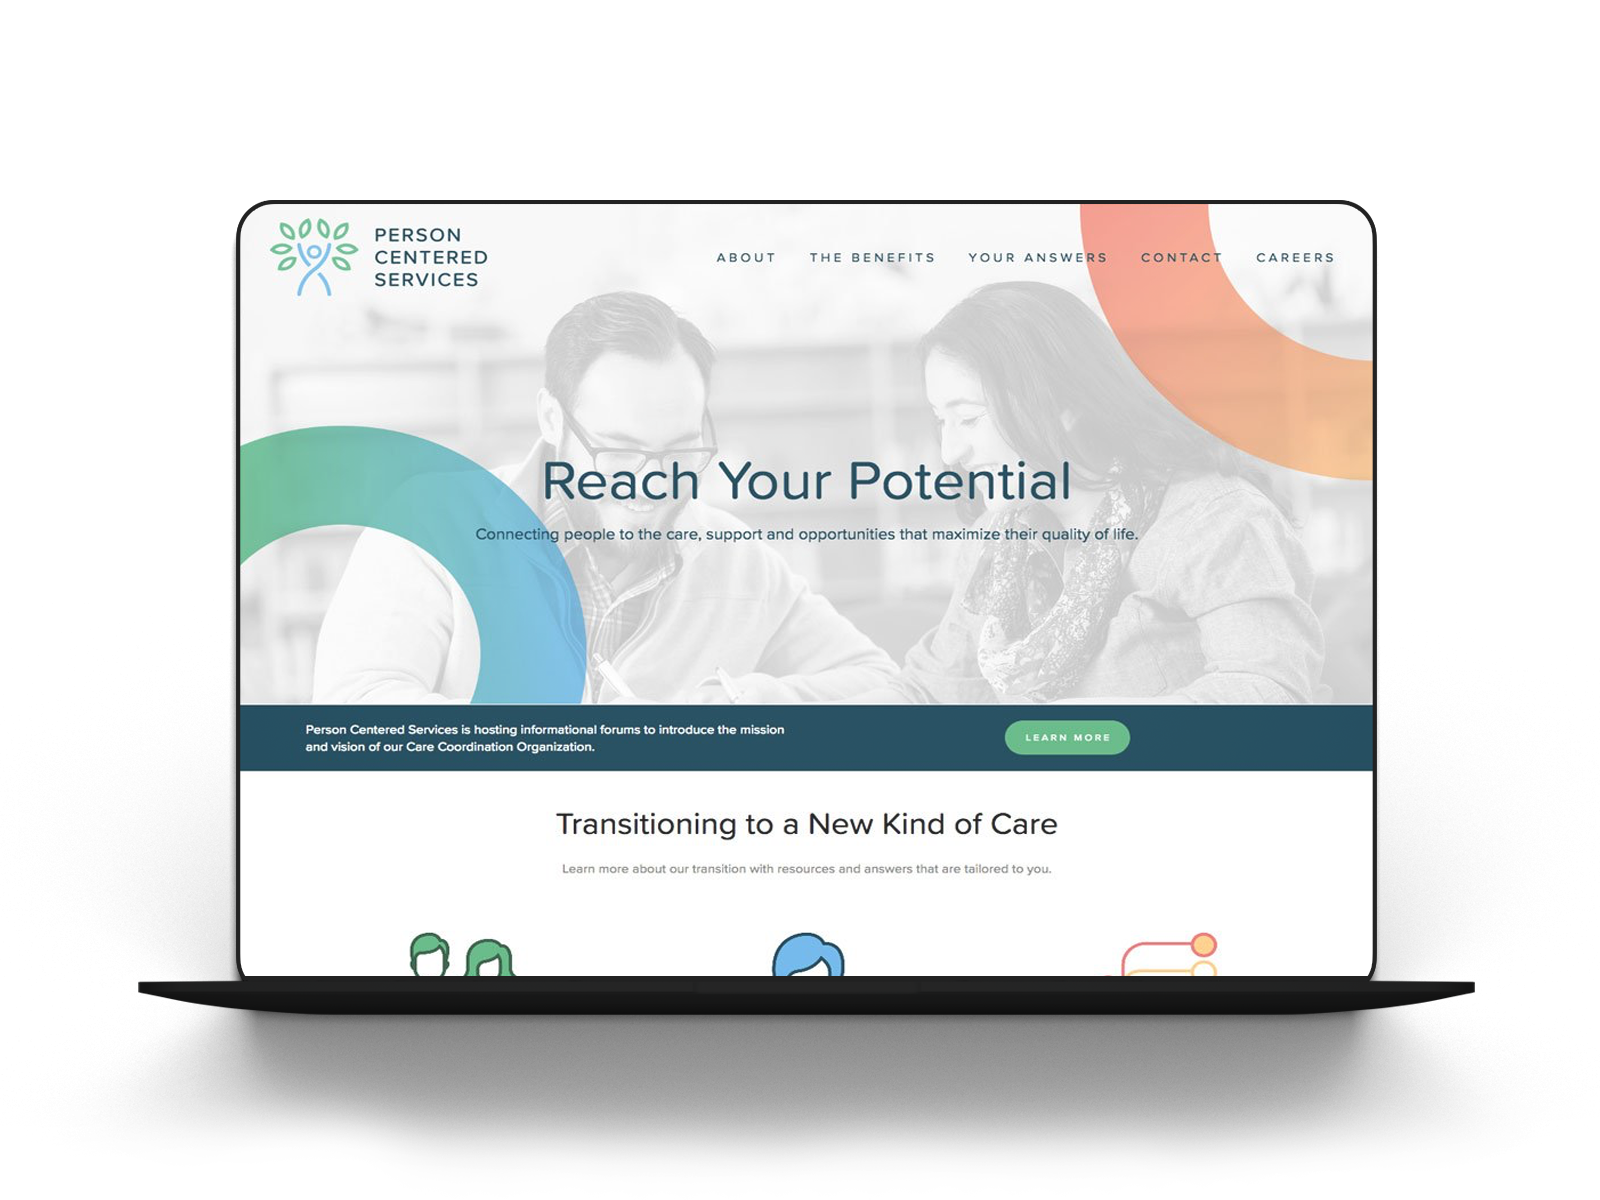 PERSON
CENTERED
SERVICES
ABOUT THE BENEFITS YOUR ANSWERS CONTACT CAREERS
Reach Your Potential
Connecting people to the care, support and opportunities that maximize their quality of life.
Person Centered Services is hosting informational forums to introduce the mission
and vision of our Care Coordination Organization.
LEARN MORE
Transitioning to a New Kind of Care
Learn more about our transition with resources and answers that are tailored to you.